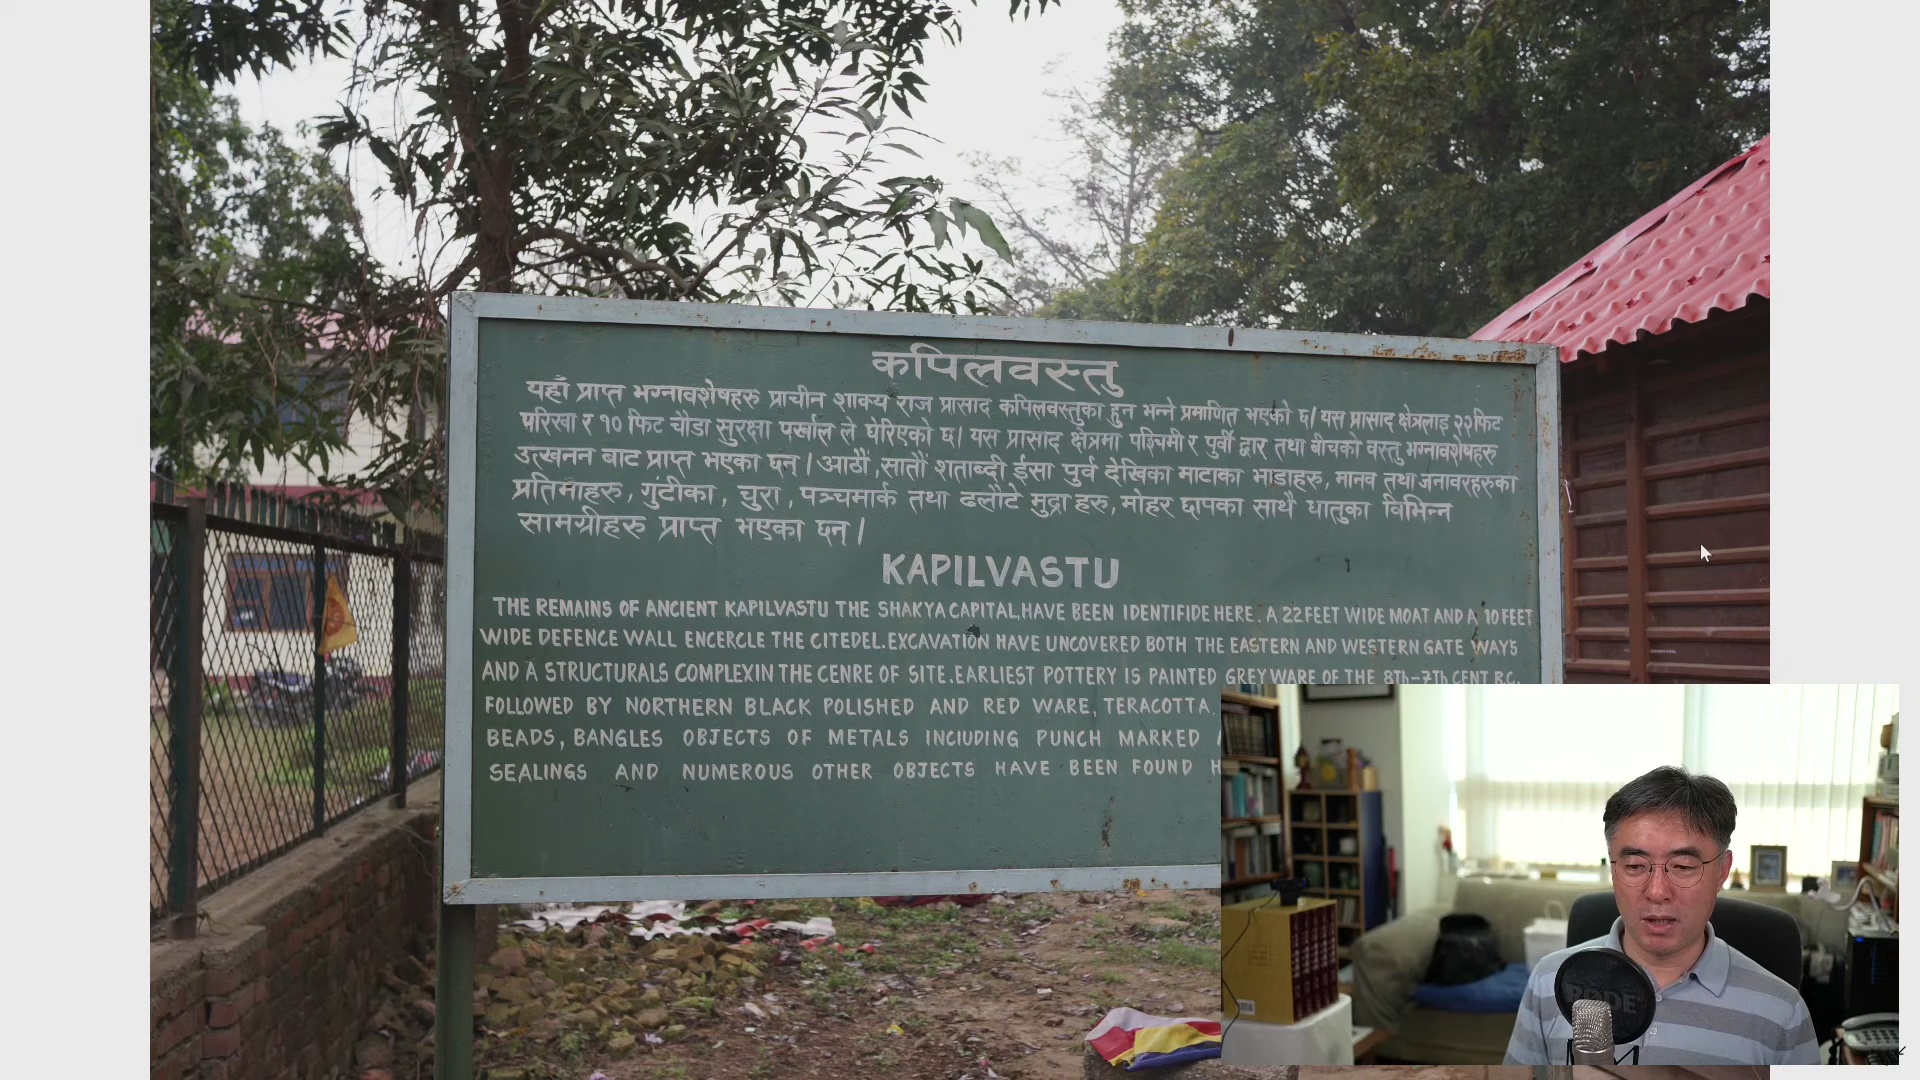 कपिलवस्तु
यहाँ प्राप्त भग्नावशेषहरु प्राचीन शाक्य राज प्रासाद कपिलवस्तुका हुन भन्ने प्रमाणित भएको छ। यस प्रासाद क्षेत्रलाइ २२फिट
परिखा र १० फिट चौडा सुरक्षा पर्खाल ले घेरिएको छ। यस प्रासाद क्षेत्रमा पश्चिमी र पुर्वी द्वार तथा बीचको वस्तु भग्नावशेषहरु
उत्खनन बाट प्राप्त भएका छन्। आठौं ,सातौं शताब्दी ईसा पुर्व देखिका माटाका भाडाहरु, मानव तथा जनावरहरुका
प्रतिमाहरु, गुंटीका, चुरा, पञ्चमार्क तथा ढलौटे मुद्रा हरु, मोहर छापका साथै धातुका विभिन्न
सामग्रीहरु प्राप्त भएका छन्।
KAPILVASTU
THE REMAINS OF ANCIENT KAPILVASTU THE SHAKYA CAPITAL,HAVE BEEN IDENTIFIDE HERE. A 22 FEET WIDE MOAT AND A 10 FEET
WIDE DEFENCE WALL ENCERCLE THE CITEDEL.EXCAVATION HAVE UNCOVERED BOTH THE EASTERN AND WESTERN GATE WAYS
AND A STRUCTURALS COMPLEXIN THE CENRE OF SITE.EARLIEST POTTERY IS PAINTED GREY WARE OF THE 8Th-7Th CENT B.C.
FOLLOWED BY NORTHERN BLACK POLISHED AND RED WARE, TERACOTTA.
BEADS, BANGLES OBJECTS OF METALS INCIUDING PUNCH MARKED
SEALINGS AND NUMEROUS OTHER OBJECTS HAVE BEEN FOUND
RODE